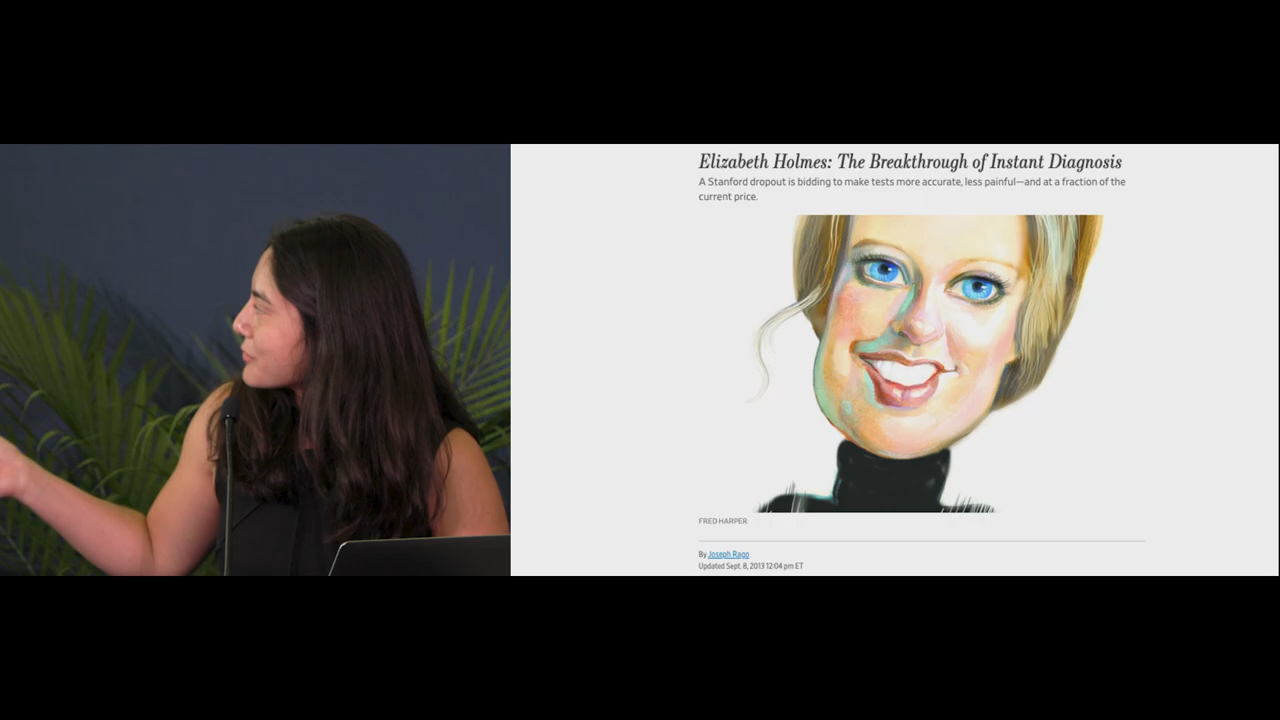 Elizabeth Holmes: The Breakthrough of Instant Diagnosis
A Stanford dropout is bidding to make tests more accurate, less painful—and at a fraction of the
current price.
FRED HARPER
By Joseph Rago
Updated Sept. 8, 2013 12:04 pm ET